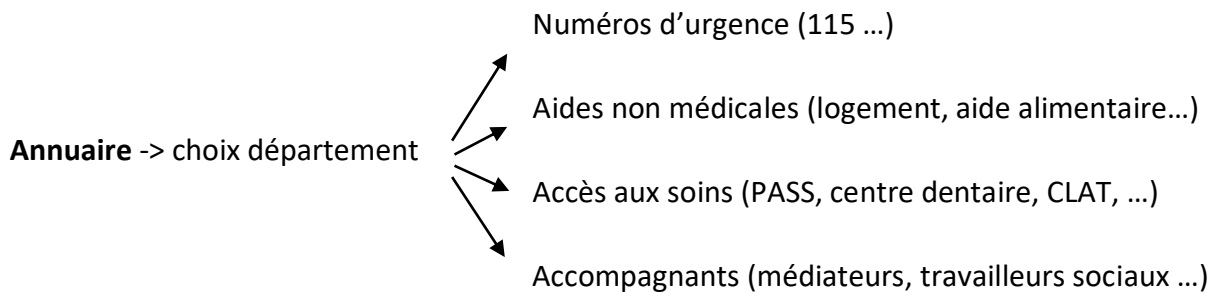 Numéros d’urgence (115 …)
Aides non médicales (logement, aide alimentaire…)
Annuaire -> choix département
Accès aux soins (PASS, centre dentaire, CLAT, …)
Accompagnants (médiateurs, travailleurs sociaux …)